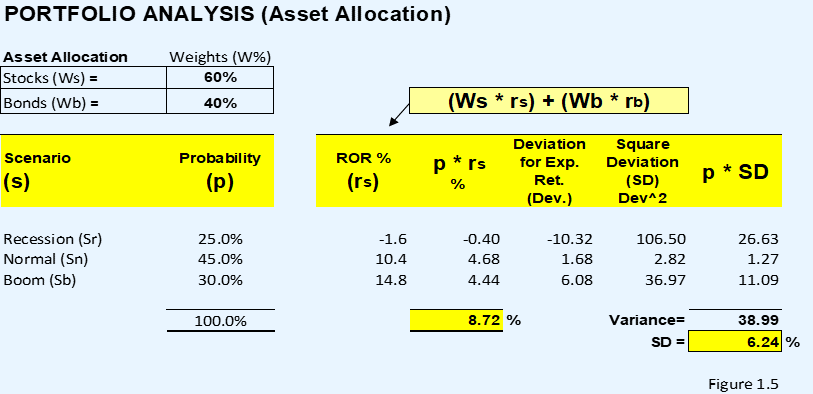 PORTFOLIO ANALYSIS (Asset Allocation)
Asset Allocation Weights (W%)
Stocks (Ws) = 60%
Bonds (Wb) = 40%
(Ws * rs) + (Wb * rb)
Scenario (s) Probability (p) ROR % (rs) p * rs % Deviation for Exp. Ret. (Dev.) Square Deviation (SD) Dev^2 p * SD
Recession (Sr) 25.0% -1.6 -0.40 -10.32 106.50 26.63
Normal (Sn) 45.0% 10.4 4.68 1.68 2.82 1.27
Boom (Sb) 30.0% 14.8 4.44 6.08 36.97 11.09
100.0% 8.72 % Variance= 38.99
SD = 6.24 %
Figure 1.5